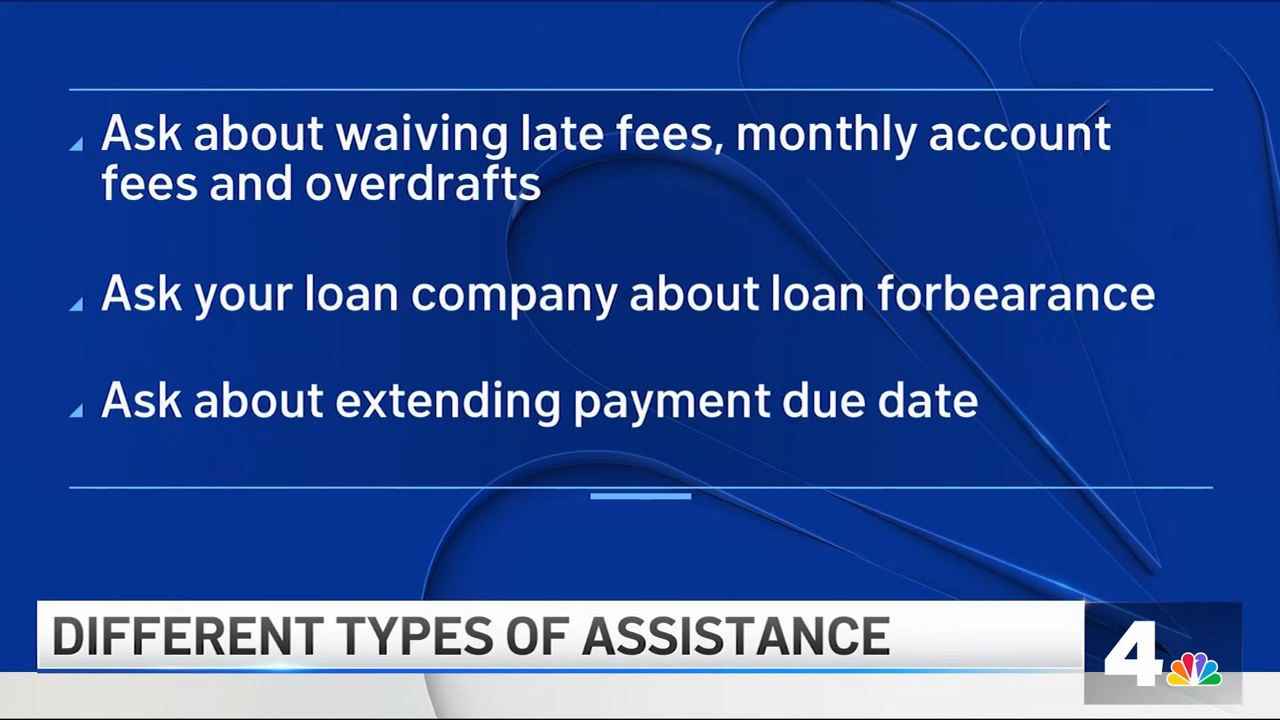 Ask about waiving late fees, monthly account
fees and overdrafts
Ask your loan company about loan forbearance
Ask about extending payment due date
DIFFERENT TYPES OF ASSISTANCE
4